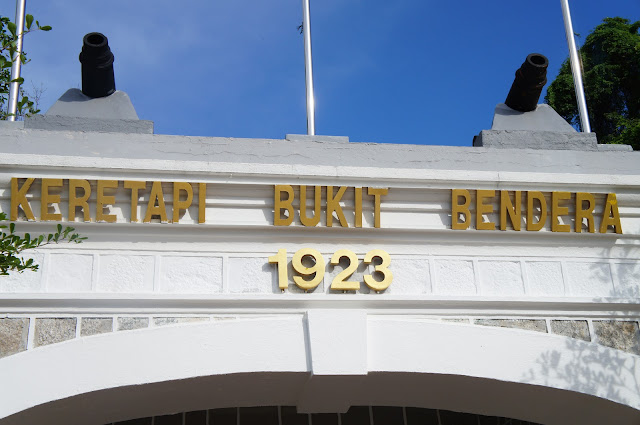 KERETAPI BUKIT BENDERA
1923